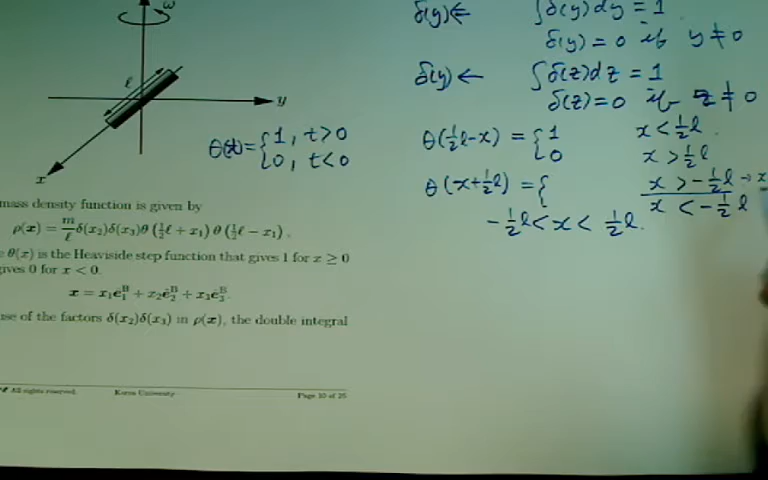 ω
ℓ
y
x
θ(t) = { 1, t>0
0, t<0
δ(y) ← ∫δ(y)dy = 1
δ(y) = 0 if y ≠ 0
δ(y) ← ∫δ(z)dz = 1
δ(z) = 0 if z ≠ 0
θ(½ℓ-x) = { 1 x < ½ℓ
0 x > ½ℓ
θ(x+½ℓ) = { x > -½ℓ → x
x < -½ℓ
-½ℓ < x < ½ℓ.
mass density function is given by
ρ(x) = m/ℓ δ(x₂)δ(x₃)θ(½ℓ + x₁) θ(½ℓ − x₁).
θ(x) is the Heaviside step function that gives 1 for x ≥ 0
gives 0 for x < 0.
x = x₁ê₁ᴮ + x₂ê₂ᴮ + x₃ê₃ᴮ.
use of the factors δ(x₂)δ(x₃) in ρ(x), the double integral
All rights reserved. Korea University Page 10 of 25